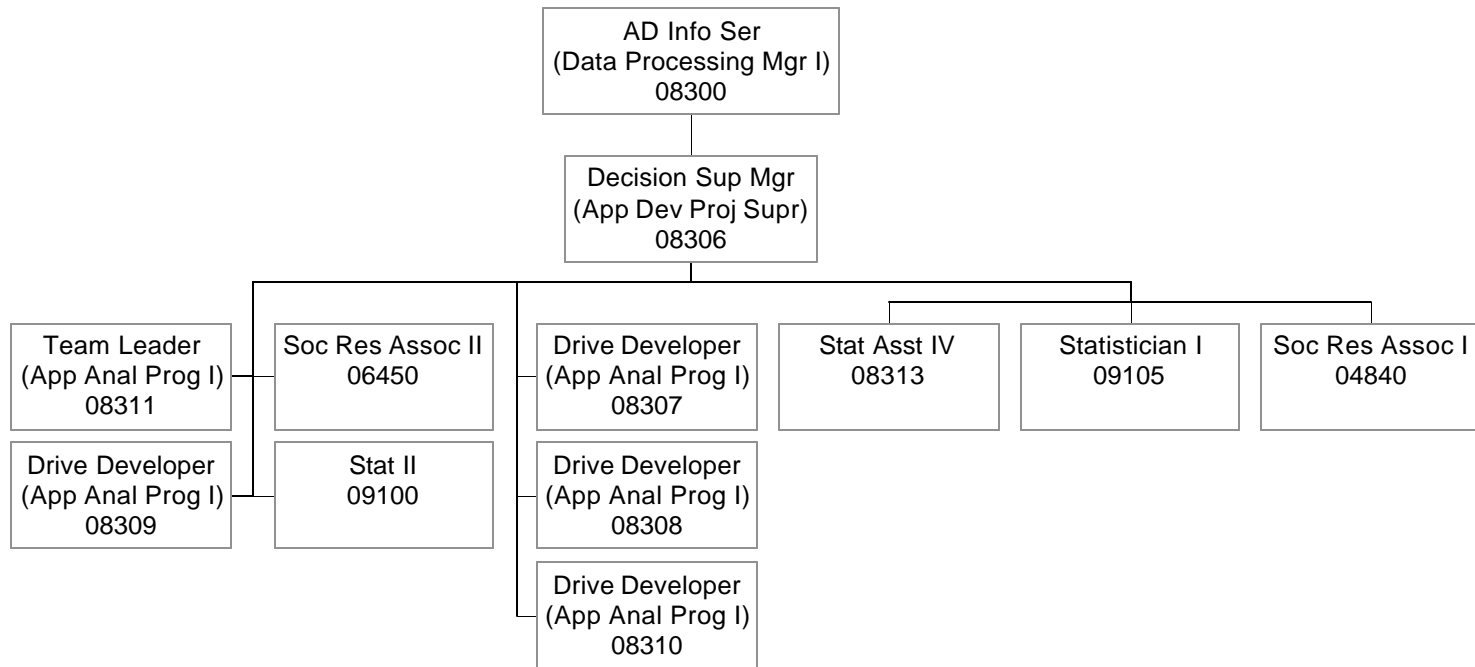 AD Info Ser
(Data Processing Mgr I)
08300
Decision Sup Mgr
(App Dev Proj Supr)
08306
Team Leader
(App Anal Prog I)
08311
Soc Res Assoc II
06450
Drive Developer
(App Anal Prog I)
08307
Stat Asst IV
08313
Statistician I
09105
Soc Res Assoc I
04840
Drive Developer
(App Anal Prog I)
08309
Stat II
09100
Drive Developer
(App Anal Prog I)
08308
Drive Developer
(App Anal Prog I)
08310